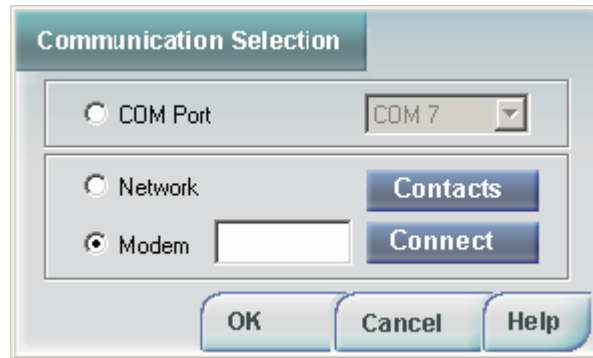 Communication Selection
COM Port COM 7
Network Contacts
Modem Connect
OK Cancel Help